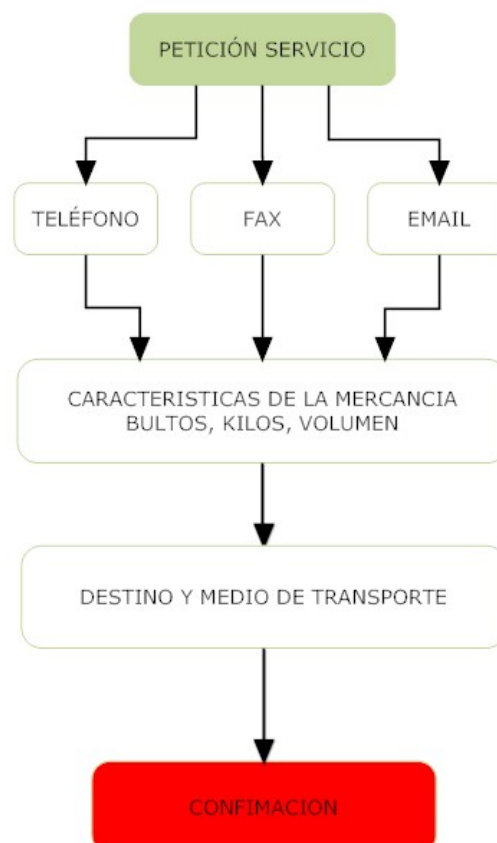 PETICIÓN SERVICIO
TELÉFONO
FAX
EMAIL
CARACTERISTICAS DE LA MERCANCIA
BULTOS, KILOS, VOLUMEN
DESTINO Y MEDIO DE TRANSPORTE
CONFIMACION